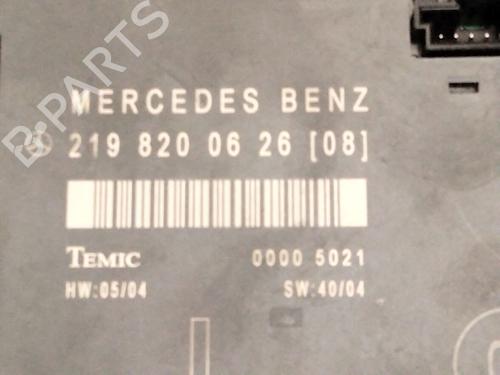 B-PARTS
MERCEDES BENZ
219 820 06 26 [08]
TEMIC 0000 5021
HW:05/04 SW:40/04